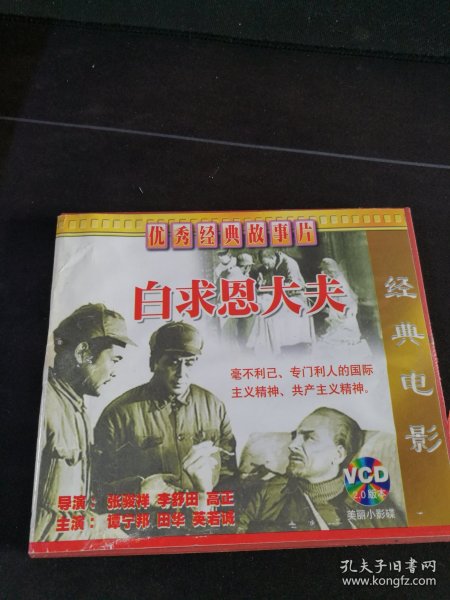 优秀经典故事片
白求恩大夫
毫不利己、专门利人的国际
主义精神、共产主义精神。
经典电影
导演：张骏祥 李舒田 高正
主演：谭宁邦 田华 英若诚
VCD
2.0版本
美丽小影碟
孔夫子旧书网
www.kongfz.com